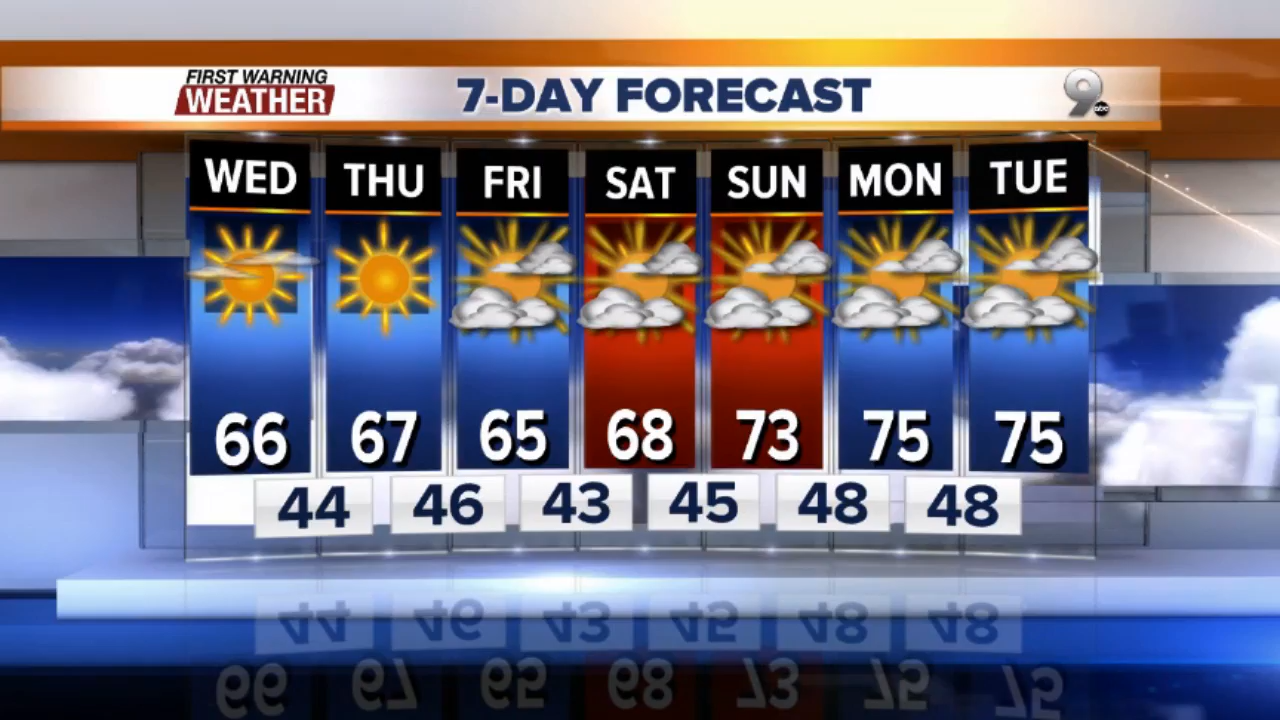 FIRST WARNING
WEATHER
7-DAY FORECAST
9
abc
WED THU FRI SAT SUN MON TUE
66 67 65 68 73 75 75
44 46 43 45 48 48